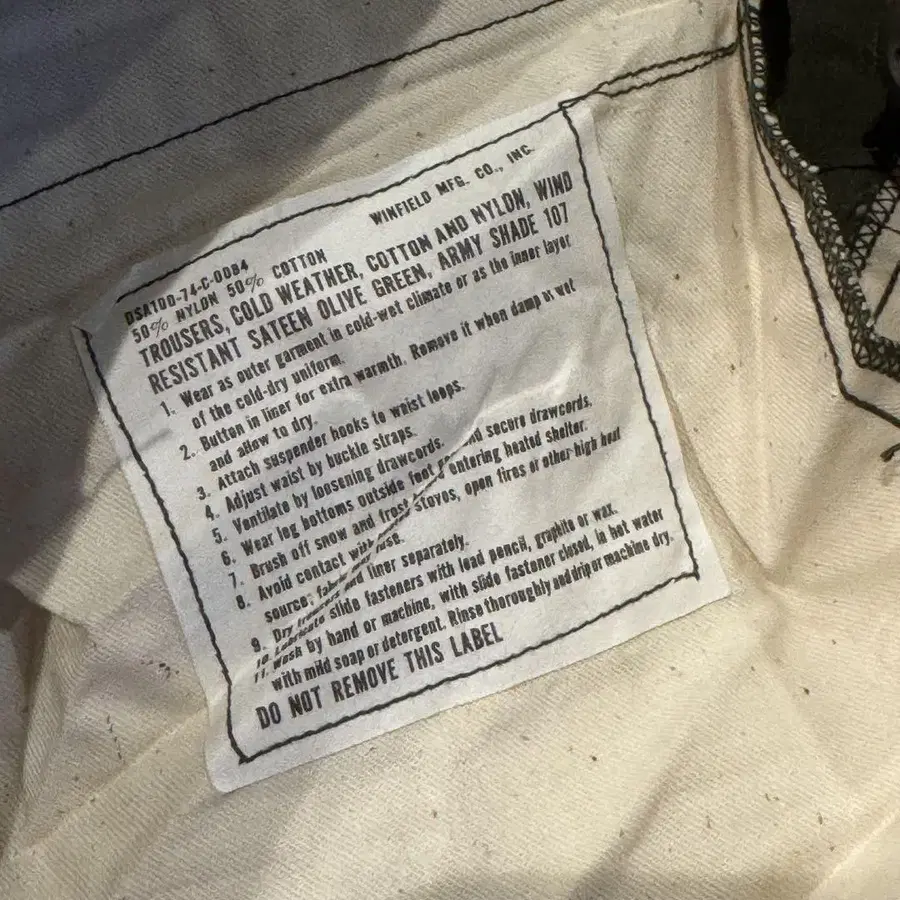 DSA100-74-C-0084 WINFIELD MFG. CO., INC.
50% NYLON 50% COTTON
TROUSERS, COLD WEATHER, COTTON AND NYLON, WIND
RESISTANT SATEEN OLIVE GREEN, ARMY SHADE 107
1. Wear as outer garment in cold-wet climate or as the inner layer
of the cold-dry uniform.
2. Button in liner for extra warmth. Remove it when damp or wet
and allow to dry.
3. Attach suspender hooks to waist loops.
4. Adjust waist by buckle straps.
5. Ventilate by loosening drawcords.
6. Wear leg bottoms outside foot secure drawcords.
7. Brush off snow and frost entering heated shelter.
8. Avoid contact with stoves, open fires or other high heat
source;
9. Dry liner separately.
10. Lubricate slide fasteners with lead pencil, graphite or wax.
11. Wash by hand or machine, with slide fastener closed, in hot water
with mild soap or detergent. Rinse thoroughly and drip or machine dry.
DO NOT REMOVE THIS LABEL